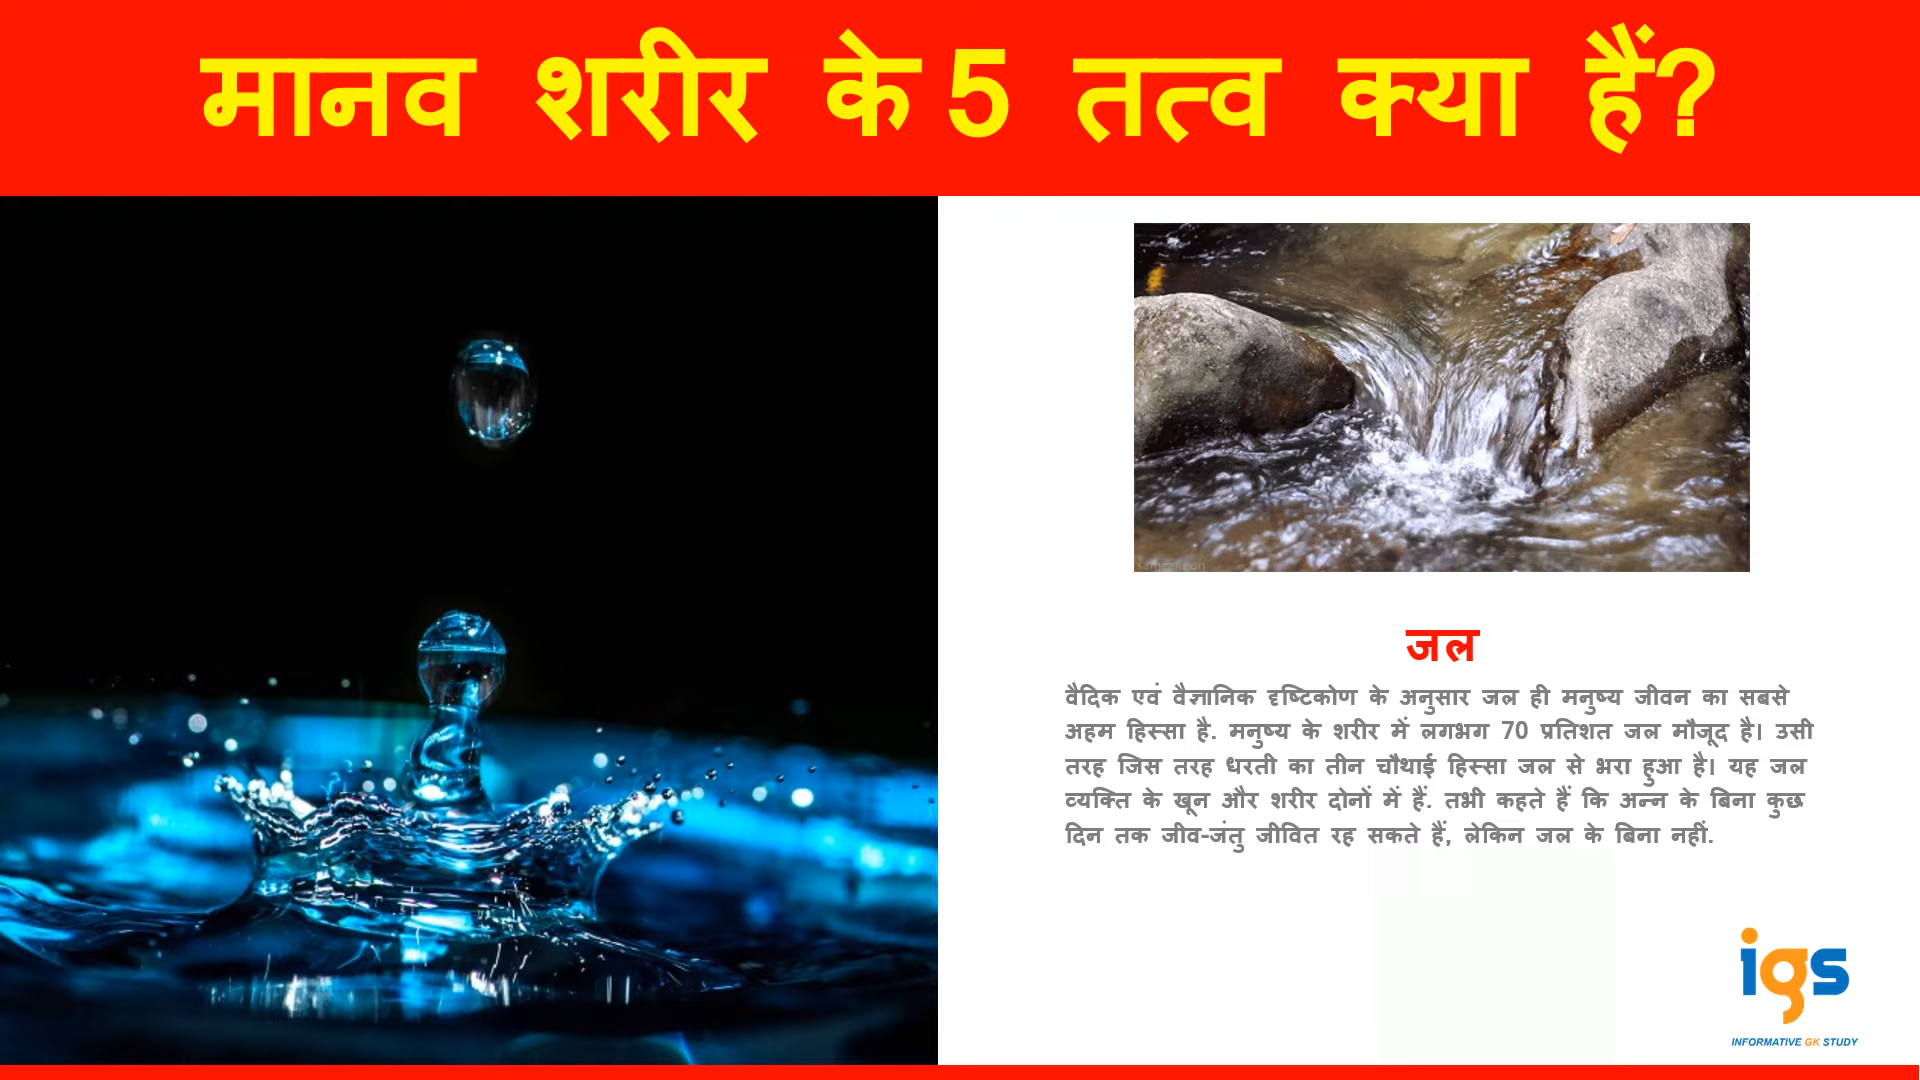 मानव शरीर के 5 तत्व क्या हैं?
जल
वैदिक एवं वैज्ञानिक दृष्टिकोण के अनुसार जल ही मनुष्य जीवन का सबसे
अहम हिस्सा है. मनुष्य के शरीर में लगभग 70 प्रतिशत जल मौजूद है। उसी
तरह जिस तरह धरती का तीन चौथाई हिस्सा जल से भरा हुआ है। यह जल
व्यक्ति के खून और शरीर दोनों में हैं. तभी कहते हैं कि अन्न के बिना कुछ
दिन तक जीव-जंतु जीवित रह सकते हैं, लेकिन जल के बिना नहीं.
igs
INFORMATIVE GK STUDY